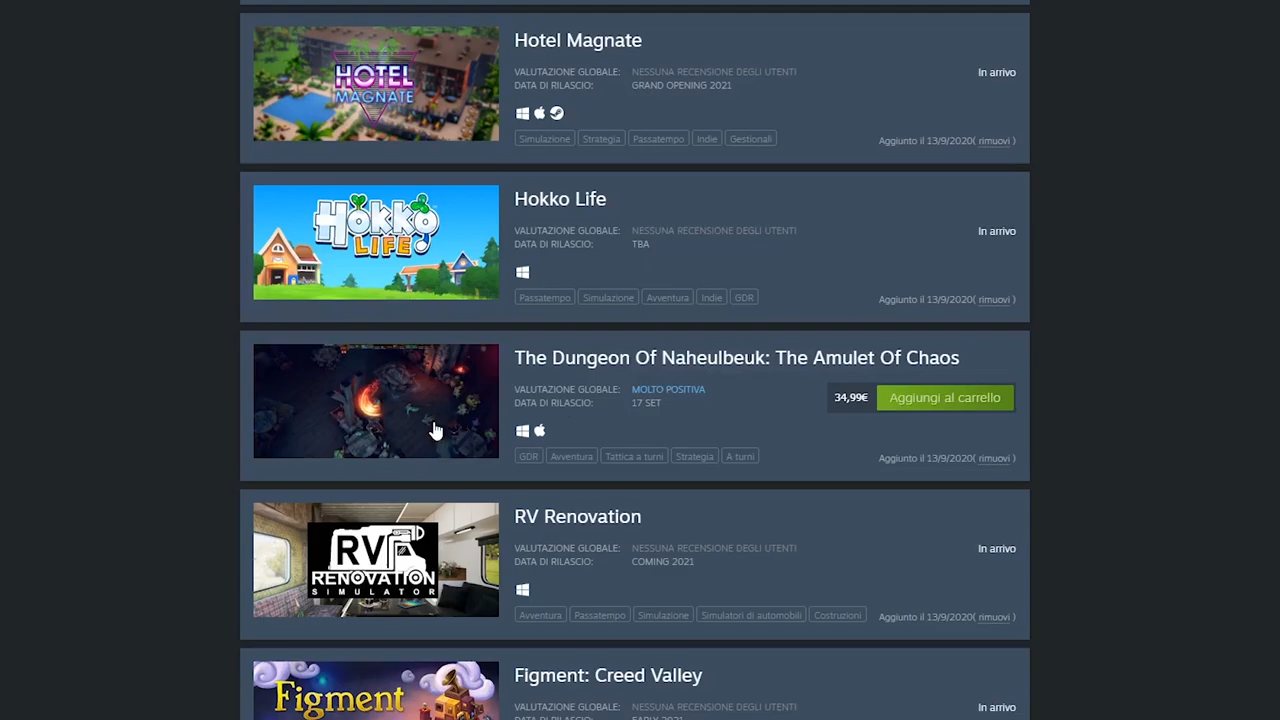 HOTEL
MAGNATE
Hotel Magnate
VALUTAZIONE GLOBALE: NESSUNA RECENSIONE DEGLI UTENTI
In arrivo
DATA DI RILASCIO: GRAND OPENING 2021
Simulazione Strategia Passatempo Indie Gestionali
Aggiunto il 13/9/2020( rimuovi )
HOKKO
LIFE
Hokko Life
VALUTAZIONE GLOBALE: NESSUNA RECENSIONE DEGLI UTENTI
In arrivo
DATA DI RILASCIO: TBA
Passatempo Simulazione Avventura Indie GDR
Aggiunto il 13/9/2020( rimuovi )
The Dungeon Of Naheulbeuk: The Amulet Of Chaos
VALUTAZIONE GLOBALE: MOLTO POSITIVA
34,99€ Aggiungi al carrello
DATA DI RILASCIO: 17 SET
GDR Avventura Tattica a turni Strategia A turni
Aggiunto il 13/9/2020( rimuovi )
RV
RENOVATION
SIMULATOR
RV Renovation
VALUTAZIONE GLOBALE: NESSUNA RECENSIONE DEGLI UTENTI
In arrivo
DATA DI RILASCIO: COMING 2021
Avventura Passatempo Simulazione Simulatori di automobili Costruzioni
Aggiunto il 13/9/2020( rimuovi )
Figment
Figment: Creed Valley
VALUTAZIONE GLOBALE: NESSUNA RECENSIONE DEGLI UTENTI
In arrivo